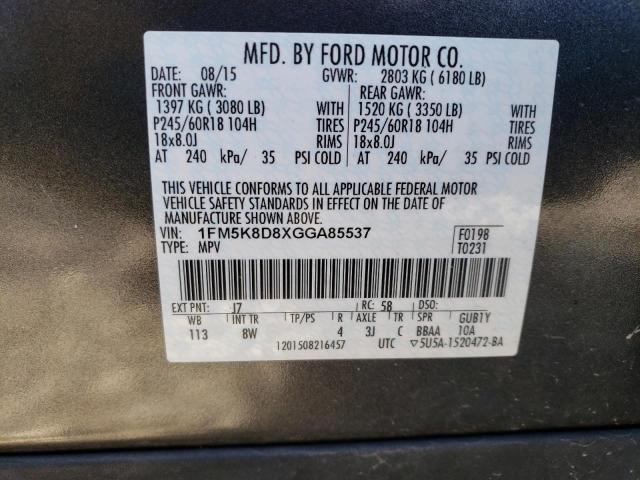 MFD. BY FORD MOTOR CO.
DATE: 08/15 GVWR: 2803 KG ( 6180 LB)
FRONT GAWR: REAR GAWR:
1397 KG ( 3080 LB) WITH 1520 KG ( 3350 LB) WITH
P245/60R18 104H TIRES P245/60R18 104H TIRES
18x8.0J RIMS 18x8.0J RIMS
AT 240 kPa/ 35 PSI COLD AT 240 kPa/ 35 PSI COLD
THIS VEHICLE CONFORMS TO ALL APPLICABLE FEDERAL MOTOR
VEHICLE SAFETY STANDARDS IN EFFECT ON THE DATE OF
MANUFACTURE SHOWN ABOVE.
VIN: 1FM5K8D8XGGA85537 F0198
TYPE: MPV T0231
EXT PNT: J7 RC: 58 DSO:
WB INT TR TP/PS R AXLE TR SPR GUB1Y
113 8W 4 3J C BBAA 10A
1201508216457 UTC ▽5U5A-1520472-BA